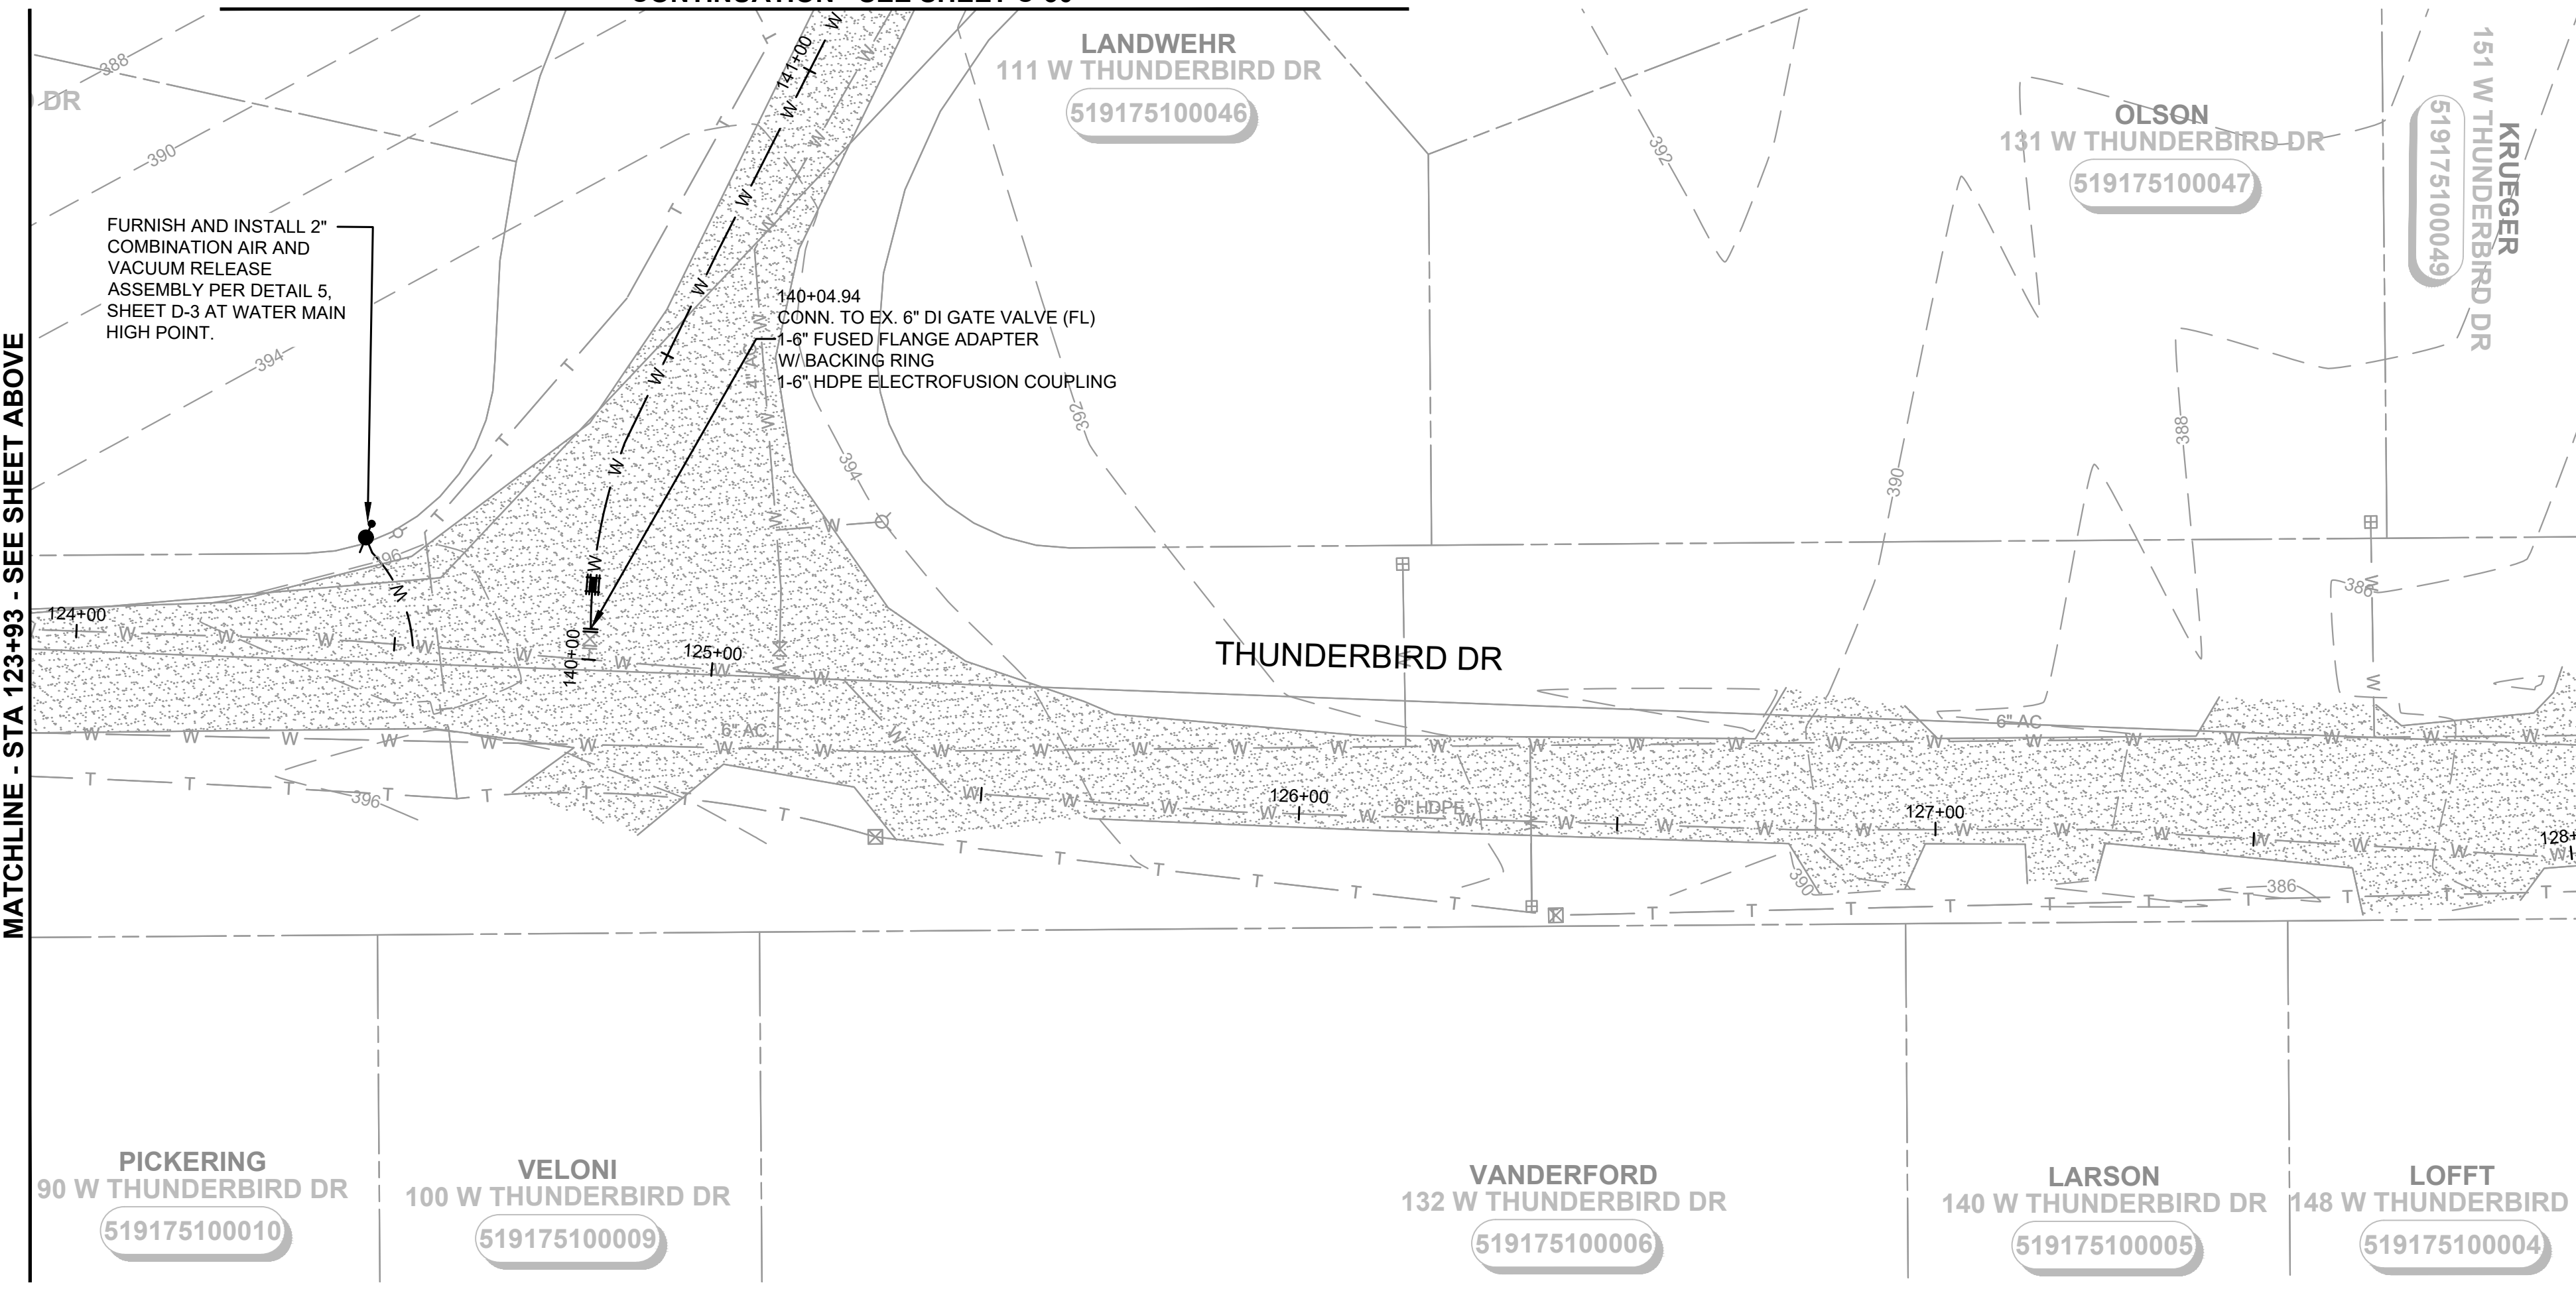 LANDWEHR
111 W THUNDERBIRD DR
519175100046
OLSON
131 W THUNDERBIRD DR
519175100047
KRUEGER
151 W THUNDERBIRD DR
519175100049
DR
388
390
394
392
392
394
390
388
386
141+00
FURNISH AND INSTALL 2"
COMBINATION AIR AND
VACUUM RELEASE
ASSEMBLY PER DETAIL 5,
SHEET D-3 AT WATER MAIN
HIGH POINT.
140+04.94
CONN. TO EX. 6" DI GATE VALVE (FL)
1-6" FUSED FLANGE ADAPTER
W/ BACKING RING
1-6" HDPE ELECTROFUSION COUPLING
4" AC
MATCHLINE - STA 123+93 - SEE SHEET ABOVE
124+00
140+00
125+00
THUNDERBIRD DR
6" AC
6" AC
396
126+00
6" HDPE
127+00
390
386
PICKERING
90 W THUNDERBIRD DR
519175100010
VELONI
100 W THUNDERBIRD DR
519175100009
VANDERFORD
132 W THUNDERBIRD DR
519175100006
LARSON
140 W THUNDERBIRD DR
519175100005
LOFFT
148 W THUNDERBIRD
519175100004